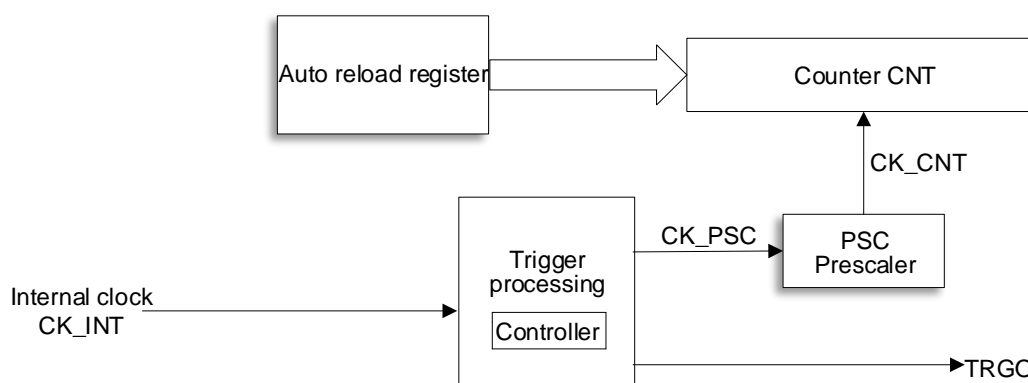 Auto reload register
Counter CNT
CK_CNT
CK_PSC
PSC
Prescaler
Trigger
processing
Controller
Internal clock
CK_INT
TRGO